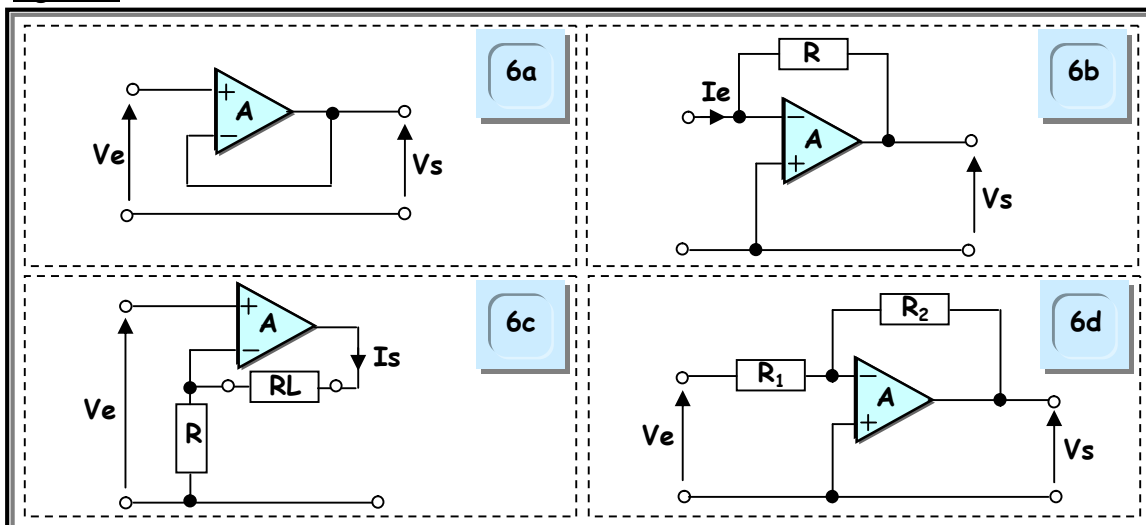 6a
+
A
−
Ve
Vs
6b
R
Ie
−
A
+
Vs
6c
+
A
−
Is
RL
Ve
R
6d
R₂
R₁
−
A
+
Ve
Vs